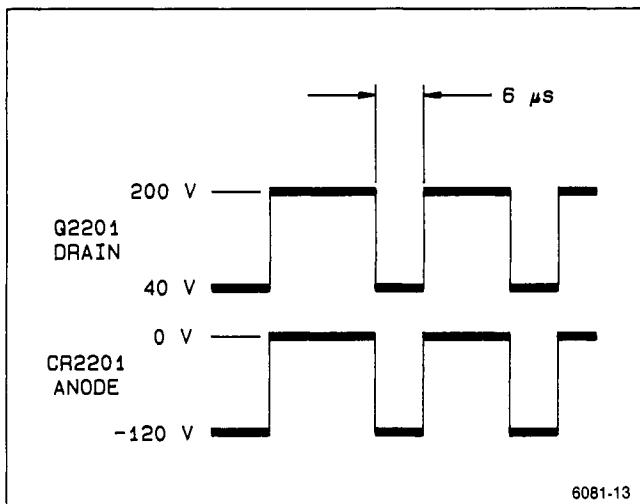 6 μs
200 V
Q2201
DRAIN
40 V
0 V
CR2201
ANODE
-120 V
6081-13